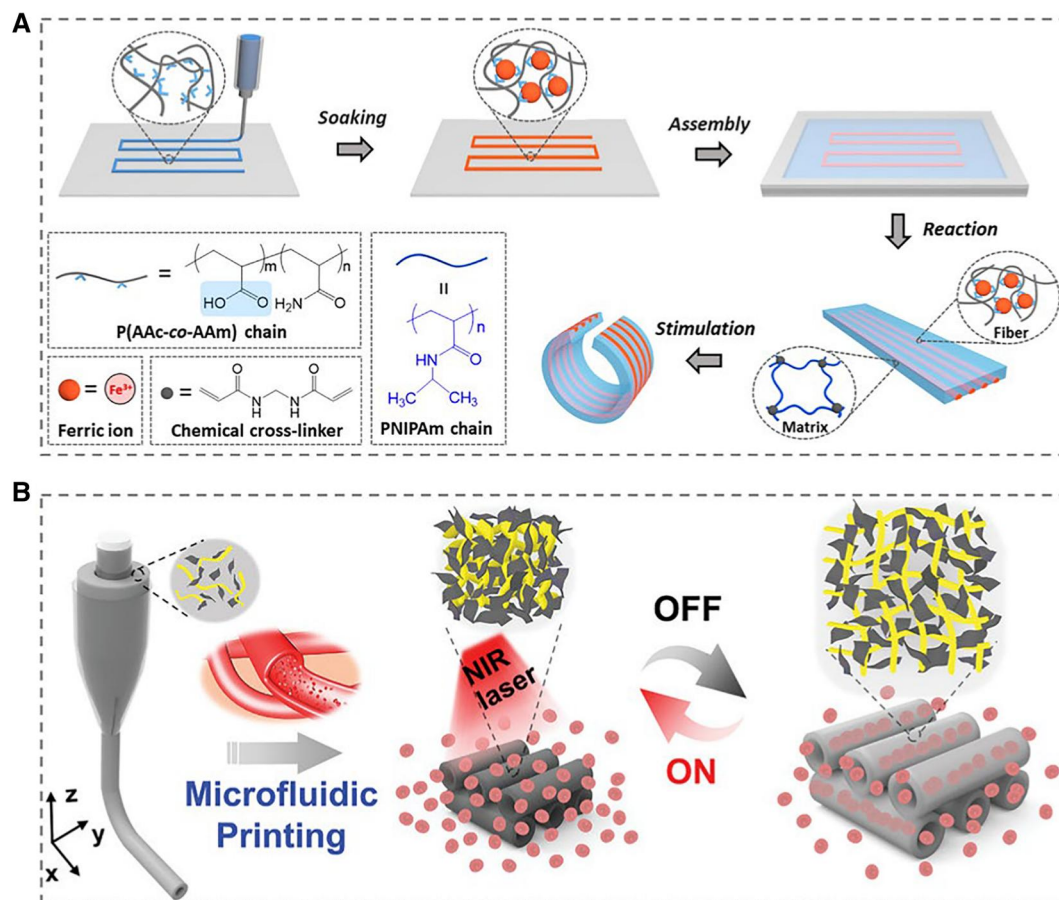 A
Soaking
Assembly
Reaction
Fiber
Matrix
Stimulation
=
m
n
HO
O
H₂N
O
P(AAc-co-AAm) chain
=
Fe³⁺
Ferric ion
=
O
N
H
N
H
O
Chemical cross-linker
=
n
HN
O
H₃C
CH₃
PNIPAm chain
B
z
y
x
Microfluidic
Printing
NIR
laser
OFF
ON